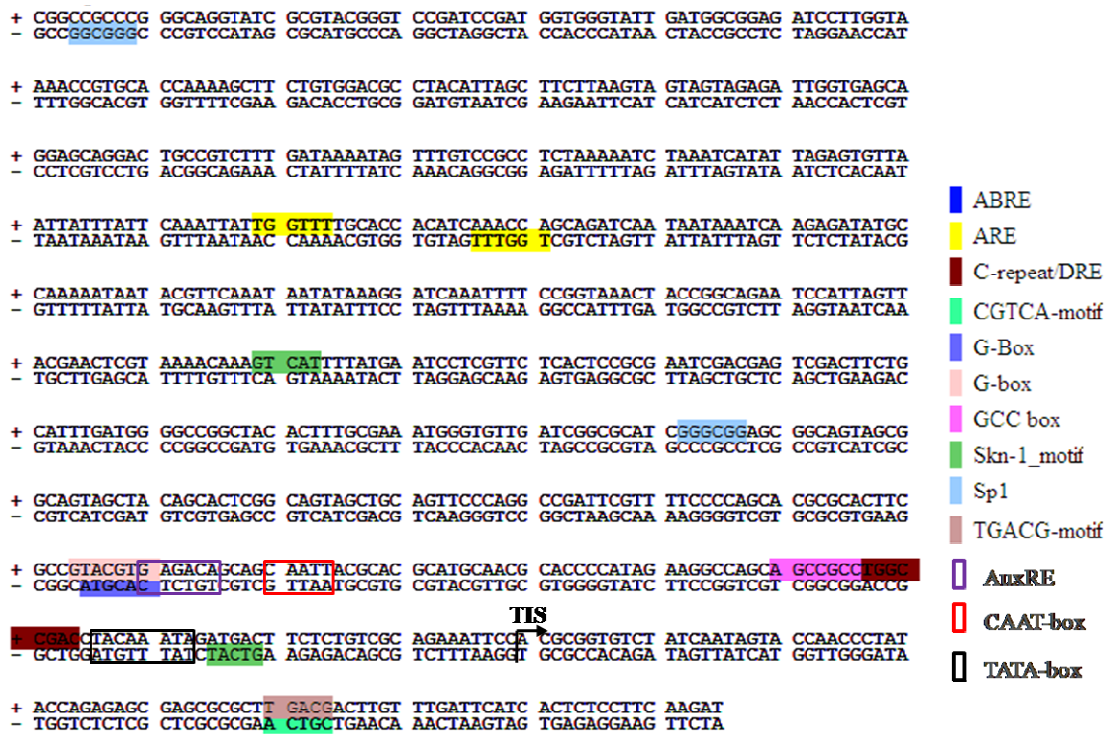 + CGGCCGCCCG GGCAGGTATC GCGTACGGGT CCGATCCGAT GGTGGGTATT GATGGCGGAG ATCCTTGGTA
- GCCGGCGGGC CCGTCCATAG CGCATGCCCA GGCTAGGCTA CCACCCATAA CTACCGCCTC TAGGAACCAT
+ AAACCGTGCA CCAAAAGCTT CTGTGGACGC CTACATTAGC TTCTTAAGTA GTAGTAGAGA TTGGTGAGCA
- TTTGGCACGT GGTTTTCGAA GACACCTGCG GATGTAATCG AAGAATTCAT CATCATCTCT AACCACTCGT
+ GGAGCAGGAC TGCCGTCTTT GATAAAATAG TTTGTCCGCC TCTAAAAATC TAAATCATAT TAGAGTGTTA
- CCTCGTCCTG ACGGCAGAAA CTATTTTATC AAACAGGCGG AGATTTTTAG ATTTAGTATA ATCTCACAAT
+ ATTATTTATT CAAATTATTG GTTTTGCACC ACATCAAACC AGCAGATCAA TAATAAATCA AGAGATATGC
- TAATAAATAA GTTTAATAAC CAAAACGTGG TGTAGTTTGG TCGTCTAGTT ATTATTTAGT TCTCTATACG
+ CAAAAATAAT ACGTTCAAAT AATATAAAGG ATCAAATTTT CCGGTAAACT ACCGGCAGAA TCCATTAGTT
- GTTTTTATTA TGCAAGTTTA TTATATTTCC TAGTTTAAAA GGCCATTTGA TGGCCGTCTT AGGTAATCAA
+ ACGAACTCGT AAAACAAAGT CATTTTATGA ATCCTCGTTC TCACTCCGCG AATCGACGAG TCGACTTCTG
- TGCTTGAGCA TTTTGTTTCA GTAAAATACT TAGGAGCAAG AGTGAGGCGC TTAGCTGCTC AGCTGAAGAC
+ CATTTGATGG GGCCGGCTAC ACTTTGCGAA ATGGGTGTTG ATCGGCGCAT CGGGCGGAGC GGCAGTAGCG
- GTAAACTACC CCGGCCGATG TGAAACGCTT TACCCACAAC TAGCCGCGTA GCCCGCCTCG CCGTCATCGC
+ GCAGTAGCTA CAGCACTCGG CAGTAGCTGC AGTTCCCAGG CCGATTCGTT TTCCCCAGCA CGCGCACTTC
- CGTCATCGAT GTCGTGAGCC GTCATCGACG TCAAGGGTCC GGCTAAGCAA AAGGGGTCGT GCGCGTGAAG
+ GCCGTACGTG AGACAGCAGC AATTACGCAC GCATGCAACG CACCCCATAG AAGGCCAGCA GCCGCCTGGC
- CGGCATGCAC TCTGTCGTCG TTAATGCGTG CGTACGTTGC GTGGGGTATC TTCCGGTCGT CGGCGGACCG
TIS
+ CGACCTACAA ATAGATGACT TCTCTGTCGC AGAAATTCCA CGCGGTGTCT ATCAATAGTA CCAACCCTAT
- GCTGGATGTT TATCTACTGA AGAGACAGCG TCTTTAAGGT GCGCCACAGA TAGTTATCAT GGTTGGGATA
+ ACCAGAGAGC GAGCGCGCTT TGACGACTTGT TTGATTCATC ACTCTCCTTC AAGAT
- TGGTCTCTCG CTCGCGCGAA ACTGCTGAACA AACTAAGTAG TGAGAGGAAG TTCTA
ABRE
ARE
C-repeat/DRE
CGTCA-motif
G-Box
G-box
GCC box
Skn-1_motif
Sp1
TGACG-motif
AuxRE
CAAT-box
TATA-box